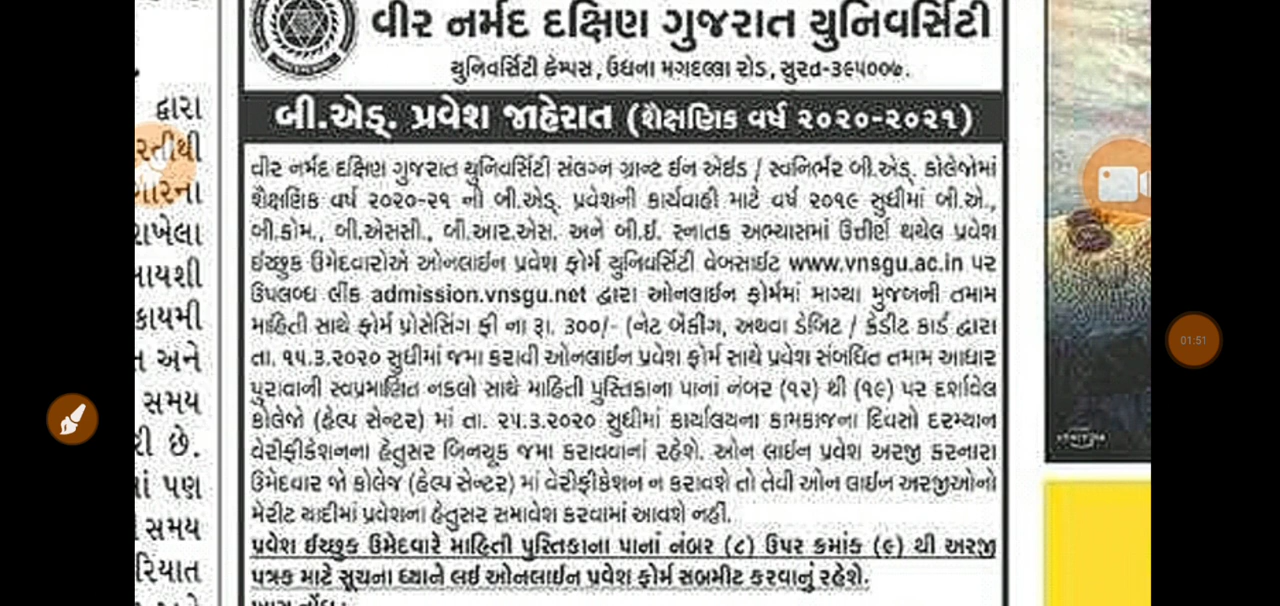 વીર નર્મદ દક્ષિણ ગુજરાત યુનિવર્સિટી
યુનિવર્સિટી કેમ્પસ, ઉધના મગદલ્લા રોડ, સુરત-૩૯૫૦૦૭.
બી.એડ્. પ્રવેશ જાહેરાત (શૈક્ષણિક વર્ષ ૨૦૨૦-૨૦૨૧)
વીર નર્મદ દક્ષિણ ગુજરાત યુનિવર્સિટી સંલગ્ન ગ્રાન્ટ ઈન એઈડ / સ્વનિર્ભર બી.એડ્. કોલેજોમાં
શૈક્ષણિક વર્ષ ૨૦૨૦-૨૧ ની બી.એડ્. પ્રવેશની કાર્યવાહી માટે વર્ષ ૨૦૧૯ સુધીમાં બી.એ.,
બી.કોમ., બી.એસસી., બી.આર.એસ. અને બી.ઈ. સ્નાતક અભ્યાસમાં ઉત્તીર્ણ થયેલ પ્રવેશ
ઈચ્છુક ઉમેદવારોએ ઓનલાઈન પ્રવેશ ફોર્મ યુનિવર્સિટી વેબસાઈટ www.vnsgu.ac.in પર
ઉપલબ્ધ લીંક admission.vnsgu.net દ્વારા ઓનલાઈન ફોર્મમાં માગ્યા મુજબની તમામ
માહિતી સાથે ફોર્મ પ્રોસેસિંગ ફી ના રૂા. ૩૦૦/- (નેટ બેંકીંગ, અથવા ડેબિટ / ક્રેડીટ કાર્ડ દ્વારા
તા. ૧૫.૩.૨૦૨૦ સુધીમાં જમા કરાવી ઓનલાઈન પ્રવેશ ફોર્મ સાથે પ્રવેશ સંબંધિત તમામ આધાર
પુરાવાની સ્વપ્રમાણિત નકલો સાથે માહિતી પુસ્તિકાના પાનાં નંબર (૧૨) થી (૧૯) પર દર્શાવેલ
કોલેજો (હેલ્પ સેન્ટર) માં તા. ૨૫.૩.૨૦૨૦ સુધીમાં કાર્યાલયના કામકાજના દિવસો દરમ્યાન
વેરીફીકેશનના હેતુસર બિનચૂક જમા કરાવવાનાં રહેશે. ઓન લાઈન પ્રવેશ અરજી કરનારા
ઉમેદવાર જો કોલેજ (હેલ્પ સેન્ટર) માં વેરીફીકેશન ન કરાવશે તો તેવી ઓન લાઈન અરજીઓનો
મેરીટ યાદીમાં પ્રવેશના હેતુસર સમાવેશ કરવામાં આવશે નહીં.
પ્રવેશ ઈચ્છુક ઉમેદવારે માહિતી પુસ્તિકાના પાનાં નંબર (૮) ઉપર ક્રમાંક (૯) થી અરજી
પત્રક માટે સૂચના ધ્યાને લઈ ઓનલાઈન પ્રવેશ ફોર્મ સબમીટ કરવાનું રહેશે.
દ્વારા
અને
સમય
છે.
પણ
સમય
01:51